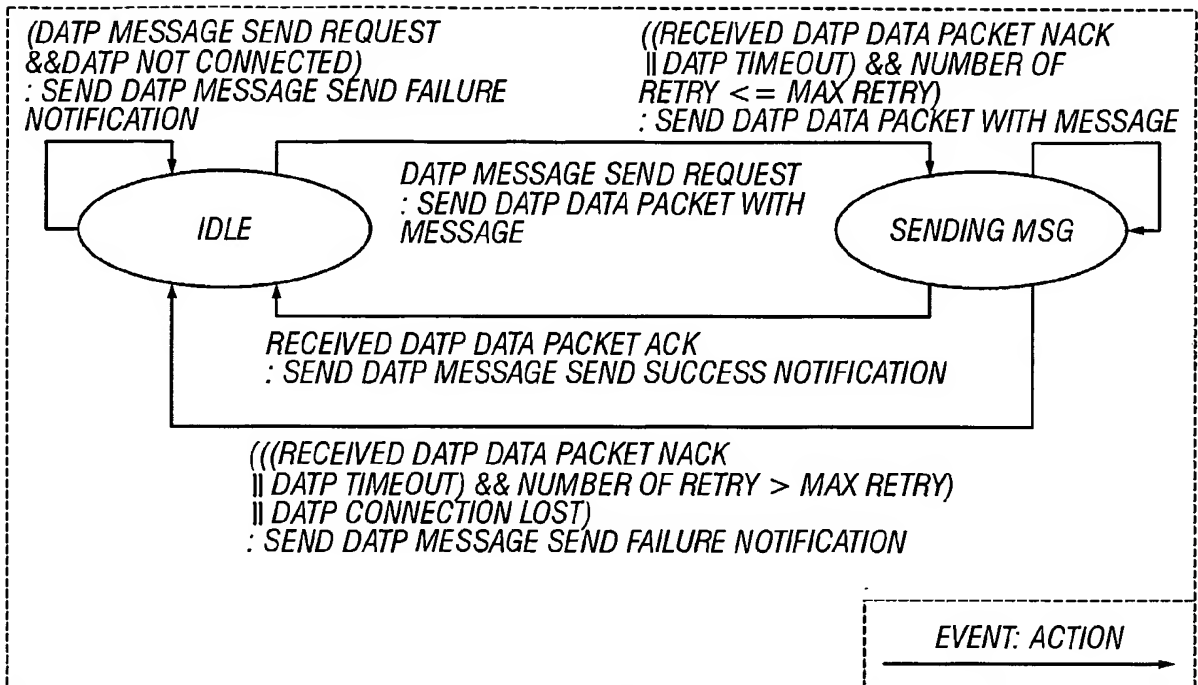 (DATP MESSAGE SEND REQUEST
&&DATP NOT CONNECTED)
: SEND DATP MESSAGE SEND FAILURE
NOTIFICATION
((RECEIVED DATP DATA PACKET NACK
|| DATP TIMEOUT) && NUMBER OF
RETRY <= MAX RETRY)
: SEND DATP DATA PACKET WITH MESSAGE
DATP MESSAGE SEND REQUEST
: SEND DATP DATA PACKET WITH
MESSAGE
IDLE
SENDING MSG
RECEIVED DATP DATA PACKET ACK
: SEND DATP MESSAGE SEND SUCCESS NOTIFICATION
(((RECEIVED DATP DATA PACKET NACK
|| DATP TIMEOUT) && NUMBER OF RETRY > MAX RETRY)
|| DATP CONNECTION LOST)
: SEND DATP MESSAGE SEND FAILURE NOTIFICATION
EVENT: ACTION